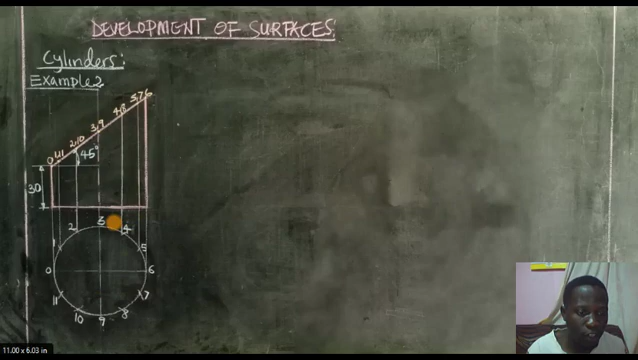 DEVELOPMENT OF SURFACES:
Cylinders:
Example 2
5,7 6
4,8
3,9
2,10
0 1,11
45°
30
2 3 4
1 5
0 6
11 7
10 9 8
11.00 x 6.03 in